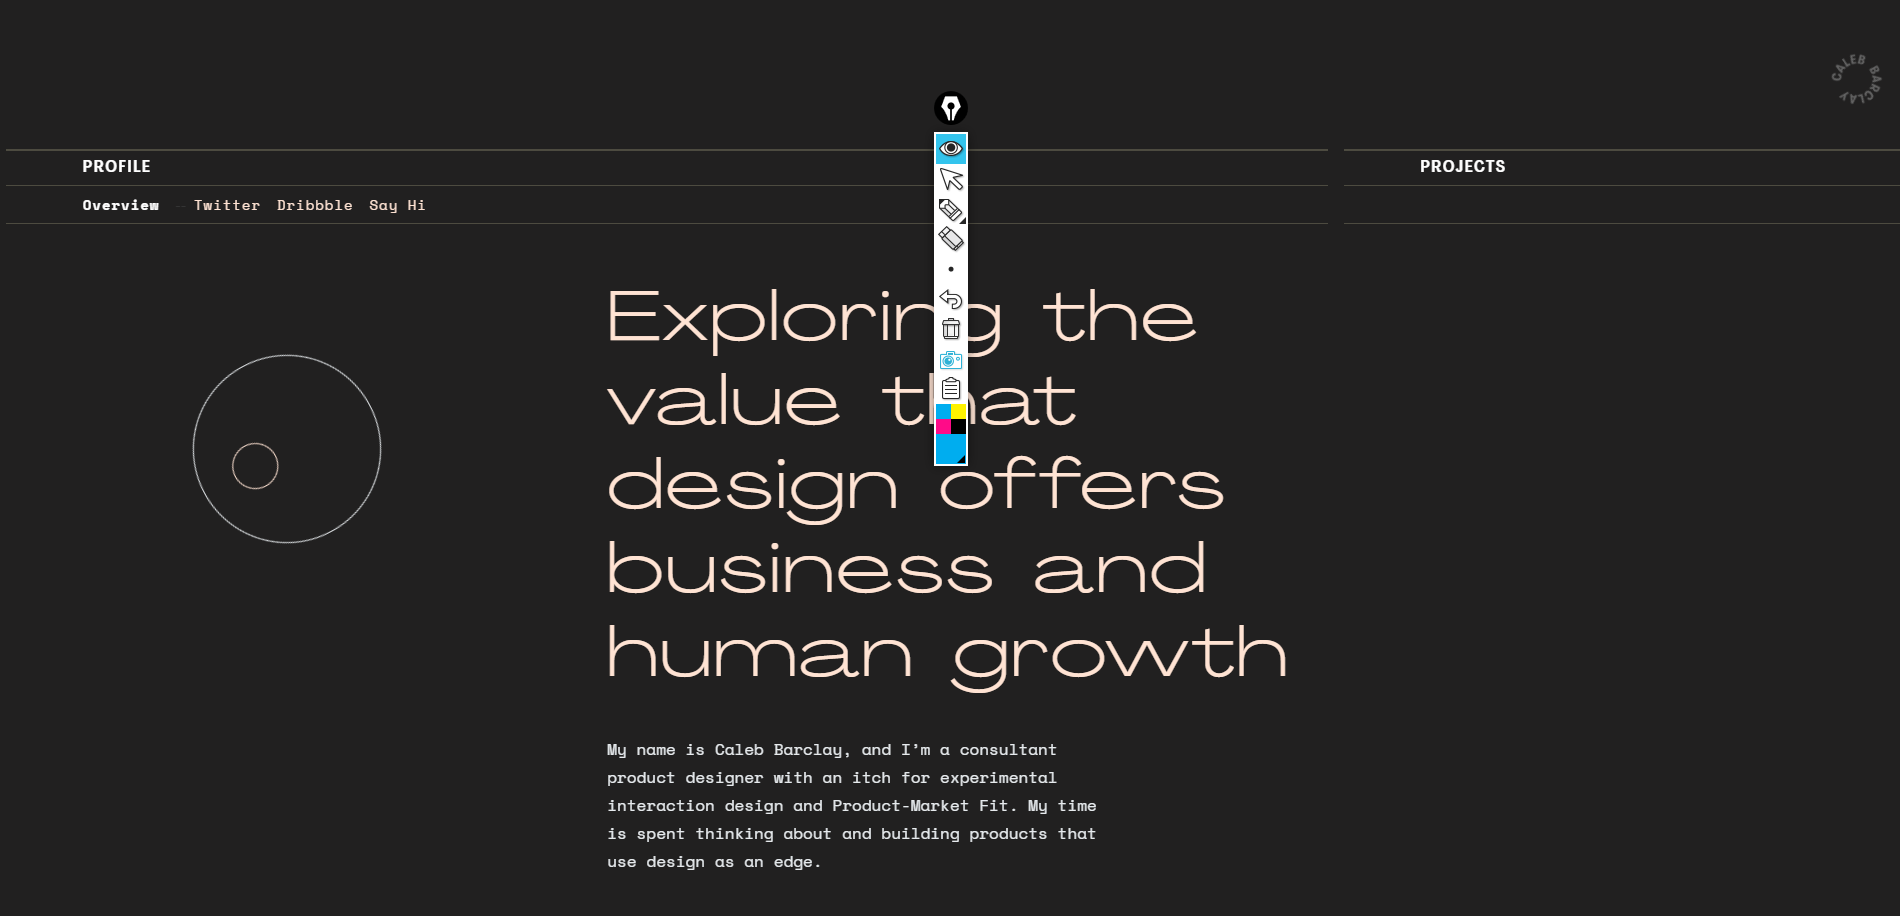 CALEB BARCLAY
PROFILE
PROJECTS
Overview Twitter Dribbble Say Hi
Exploring the
value that
design offers
business and
human growth
My name is Caleb Barclay, and I’m a consultant
product designer with an itch for experimental
interaction design and Product-Market Fit. My time
is spent thinking about and building products that
use design as an edge.